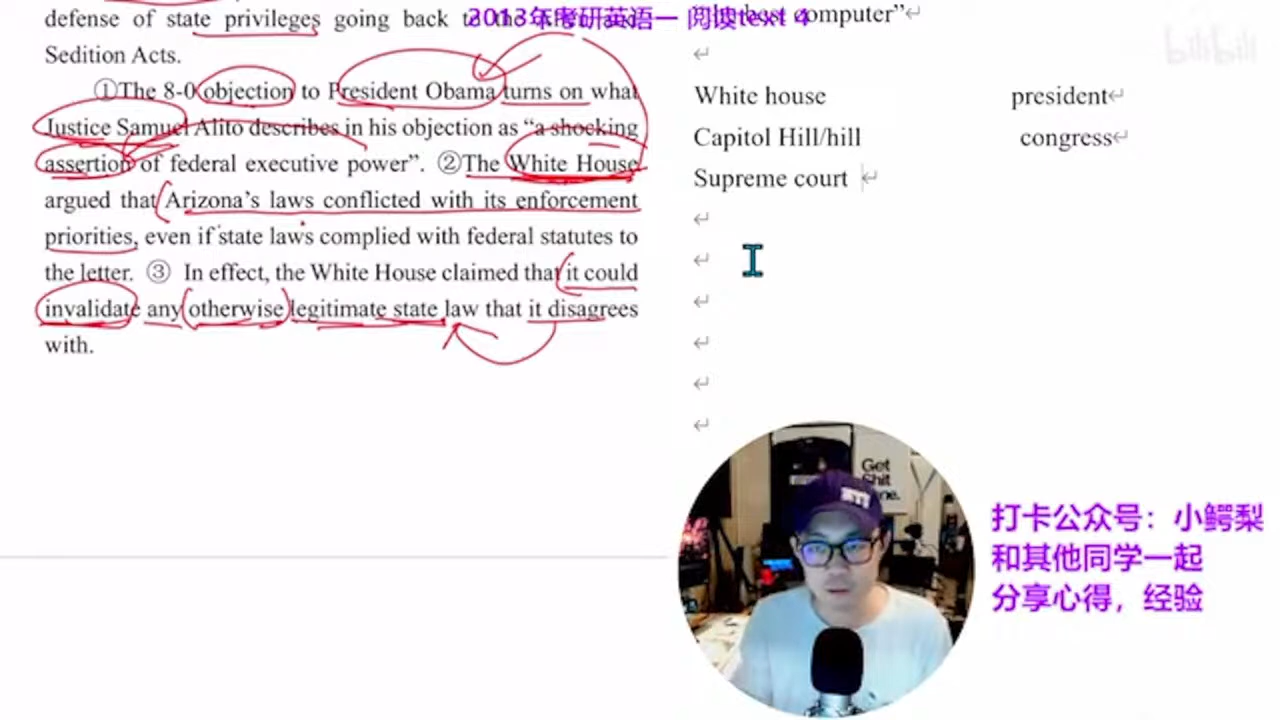 defense of state privileges going back to the Alien and
Sedition Acts.
①The 8-0 objection to President Obama turns on what
Justice Samuel Alito describes in his objection as “a shocking
assertion of federal executive power”. ②The White House
argued that Arizona’s laws conflicted with its enforcement
priorities, even if state laws complied with federal statutes to
the letter. ③ In effect, the White House claimed that it could
invalidate any otherwise legitimate state law that it disagrees
with.
2013年考研英语一 阅读text 4
computer”
White house president
Capitol Hill/hill congress
Supreme court
bilibili
Get
Shit
打卡公众号：小鳄梨
和其他同学一起
分享心得，经验